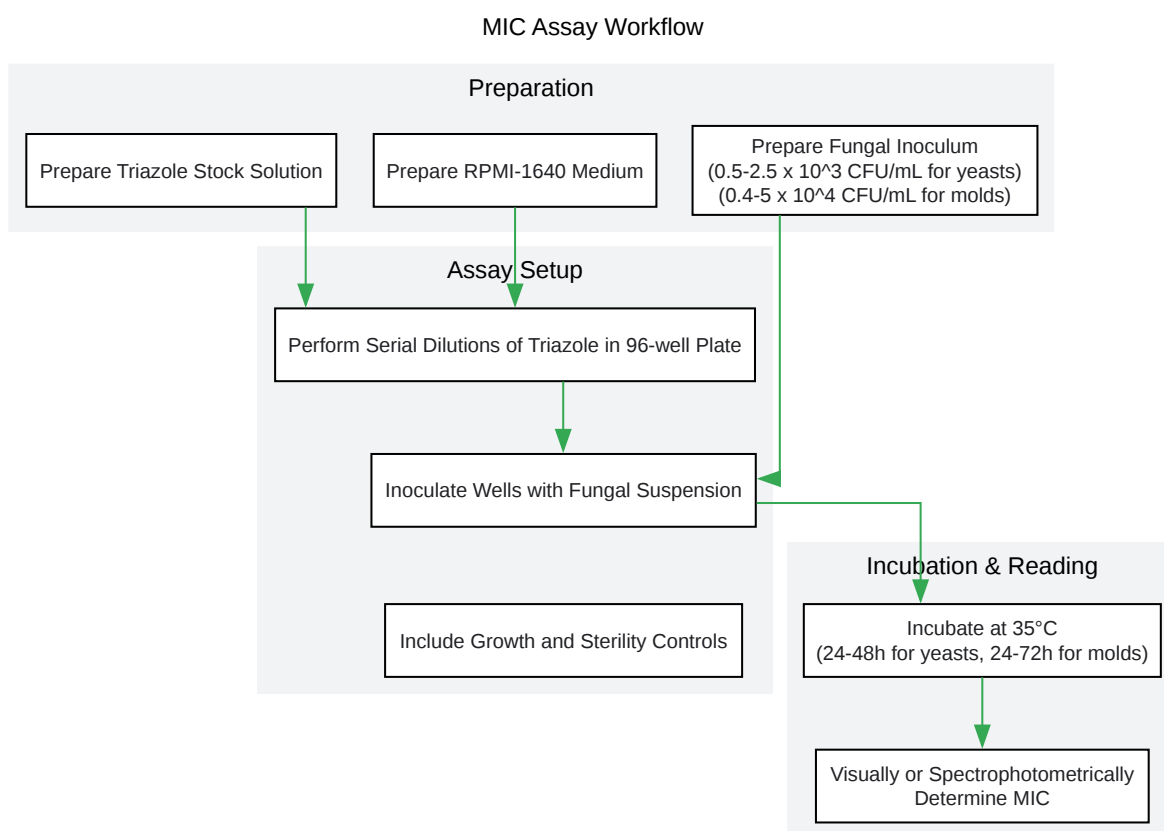 MIC Assay Workflow
Preparation
Prepare Triazole Stock Solution
Prepare RPMI-1640 Medium
Prepare Fungal Inoculum
(0.5-2.5 x 10^3 CFU/mL for yeasts)
(0.4-5 x 10^4 CFU/mL for molds)
Assay Setup
Perform Serial Dilutions of Triazole in 96-well Plate
Inoculate Wells with Fungal Suspension
Include Growth and Sterility Controls
Incubation & Reading
Incubate at 35°C
(24-48h for yeasts, 24-72h for molds)
Visually or Spectrophotometrically
Determine MIC